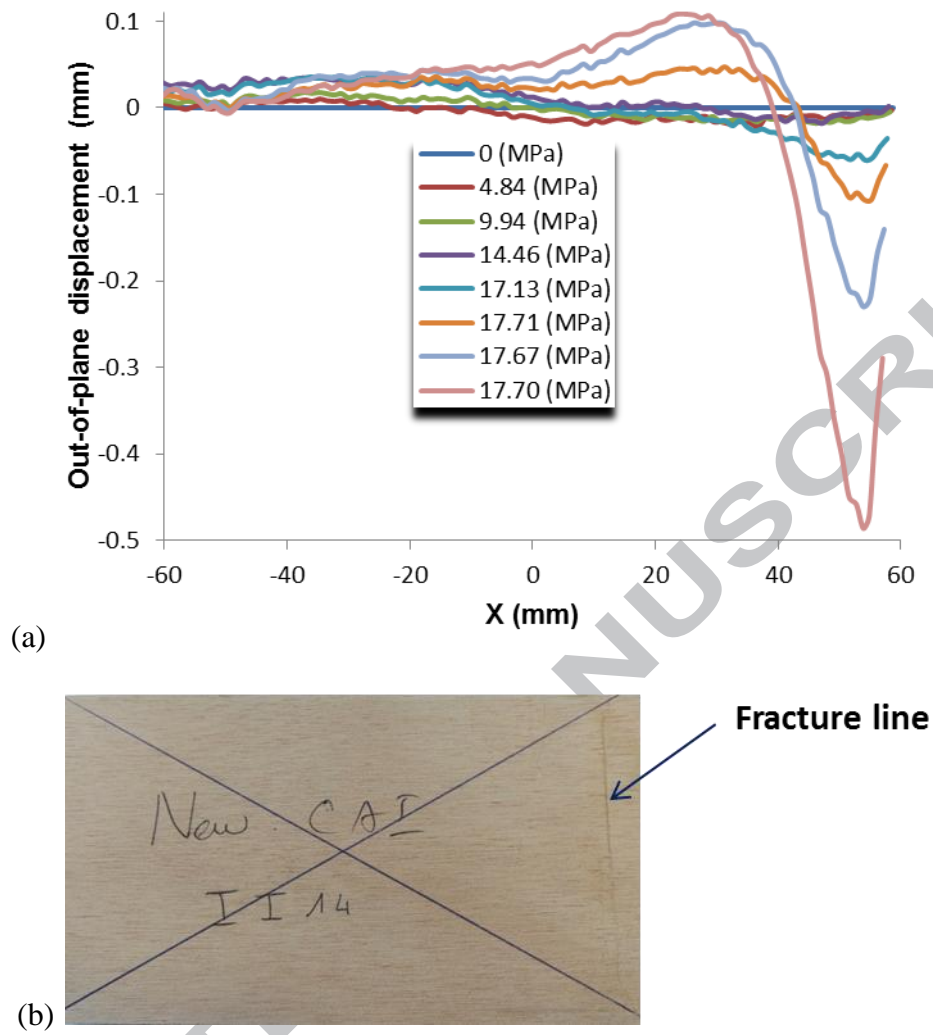 0.1
0
-0.1
-0.2
-0.3
-0.4
-0.5
Out-of-plane displacement (mm)
0 (MPa)
4.84 (MPa)
9.94 (MPa)
14.46 (MPa)
17.13 (MPa)
17.71 (MPa)
17.67 (MPa)
17.70 (MPa)
-60 -40 -20 0 20 40 60
X (mm)
(a)
NUSCRI
Fracture line
New. CAI
II 14
(b)